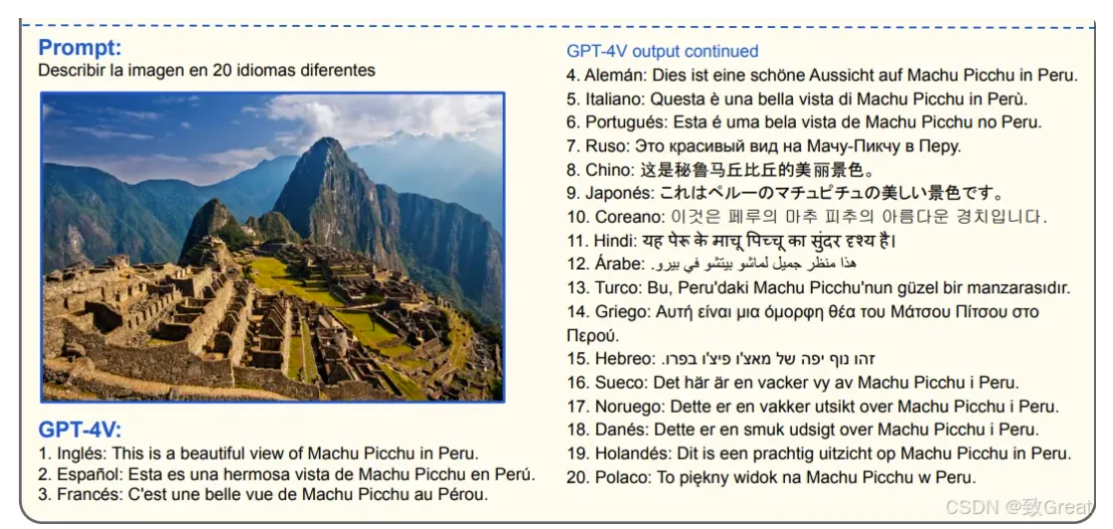 Prompt:
Describir la imagen en 20 idiomas diferentes
GPT-4V:
1. Inglés: This is a beautiful view of Machu Picchu in Peru.
2. Español: Esta es una hermosa vista de Machu Picchu en Perú.
3. Francés: C'est une belle vue de Machu Picchu au Pérou.
GPT-4V output continued
4. Alemán: Dies ist eine schöne Aussicht auf Machu Picchu in Peru.
5. Italiano: Questa è una bella vista di Machu Picchu in Perù.
6. Portugués: Esta é uma bela vista de Machu Picchu no Peru.
7. Ruso: Это красивый вид на Мачу-Пикчу в Перу.
8. Chino: 这是秘鲁马丘比丘的美丽景色。
9. Japonés: これはペルーのマチュピチュの美しい景色です。
10. Coreano: 이것은 페루의 마추 피추의 아름다운 경치입니다.
11. Hindi: यह पेरू के माचू पिच्चू का सुंदर दृश्य है।
12. Árabe: هذا منظر جميل لماشو بيتشو في بيرو.
13. Turco: Bu, Peru'daki Machu Picchu'nun güzel bir manzarasıdır.
14. Griego: Αυτή είναι μια όμορφη θέα του Μάτσου Πίτσου στο
Περού.
15. Hebreo: זהו נוף יפה של מאצ'ו פיצ'ו בפרו.
16. Sueco: Det här är en vacker vy av Machu Picchu i Peru.
17. Noruego: Dette er en vakker utsikt over Machu Picchu i Peru.
18. Danés: Dette er en smuk udsigt over Machu Picchu i Peru.
19. Holandés: Dit is een prachtig uitzicht op Machu Picchu in Peru.
20. Polaco: To piękny widok na Machu Picchu w Peru.
CSDN @致Great